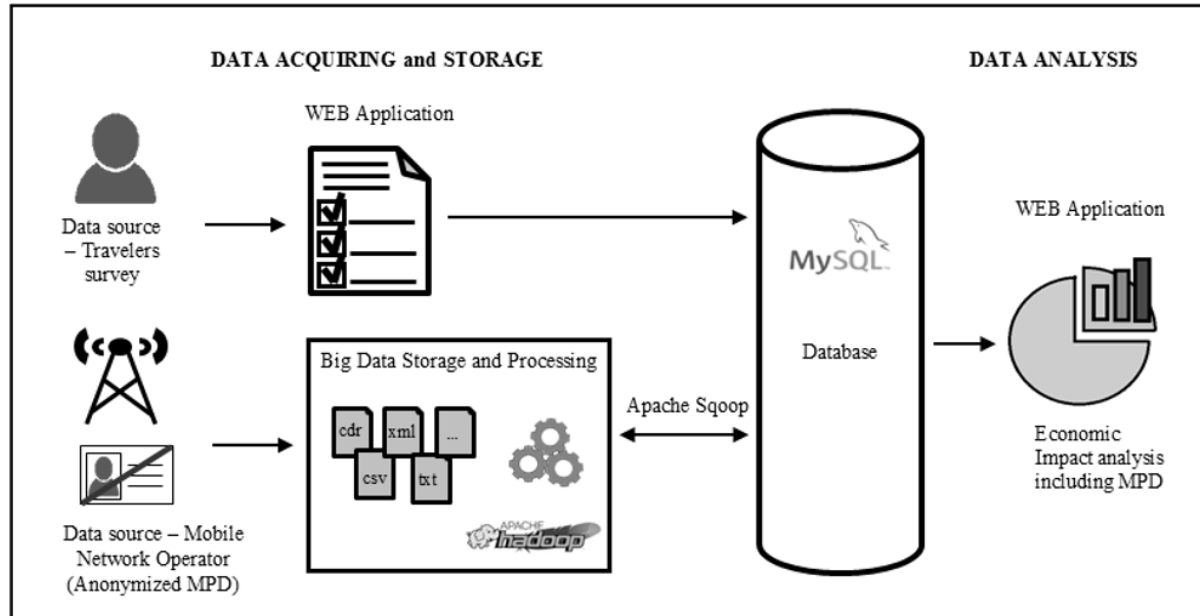 DATA ACQUIRING and STORAGE
DATA ANALYSIS
WEB Application
Data source
– Travelers
survey
MySQL
Database
WEB Application
Economic
Impact analysis
including MPD
Big Data Storage and Processing
cdr
xml
...
csv
txt
APACHE
hadoop
Apache Sqoop
Data source – Mobile
Network Operator
(Anonymized MPD)